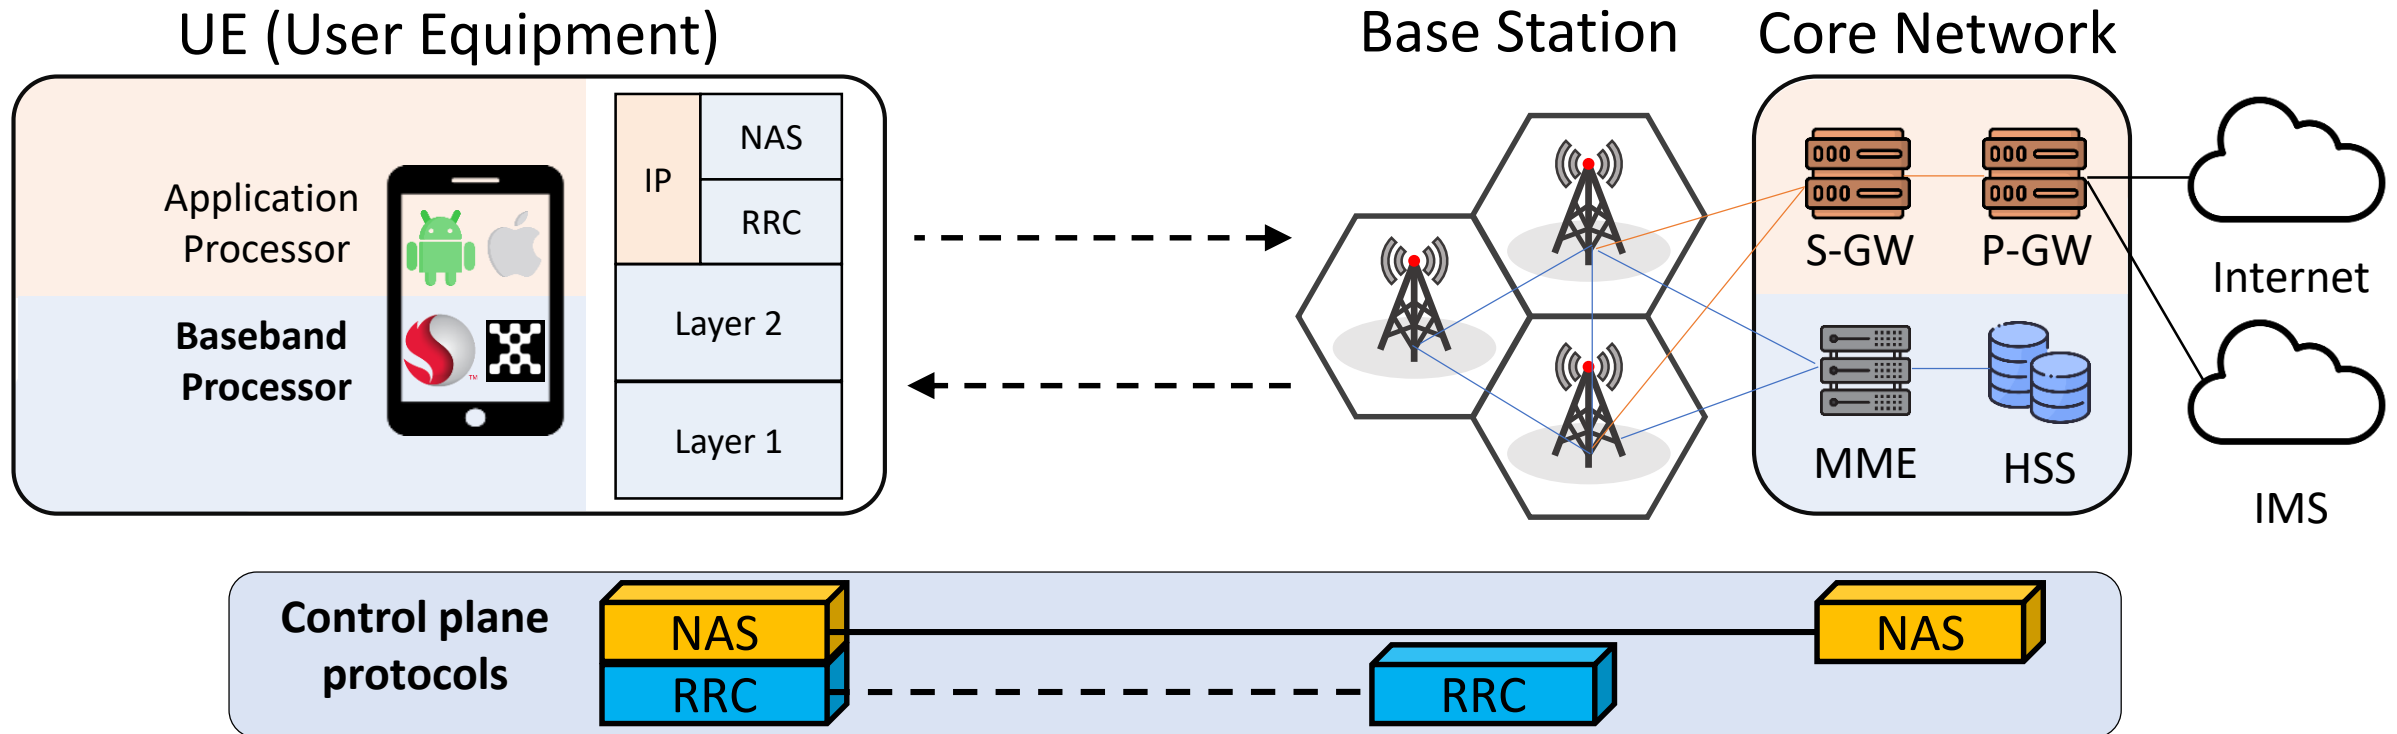 UE (User Equipment)
Base Station
Core Network
Application
Processor
Baseband
Processor
IP
NAS
RRC
Layer 2
Layer 1
S-GW
P-GW
MME
HSS
Internet
IMS
TM
Control plane
protocols
NAS
RRC
RRC
NAS